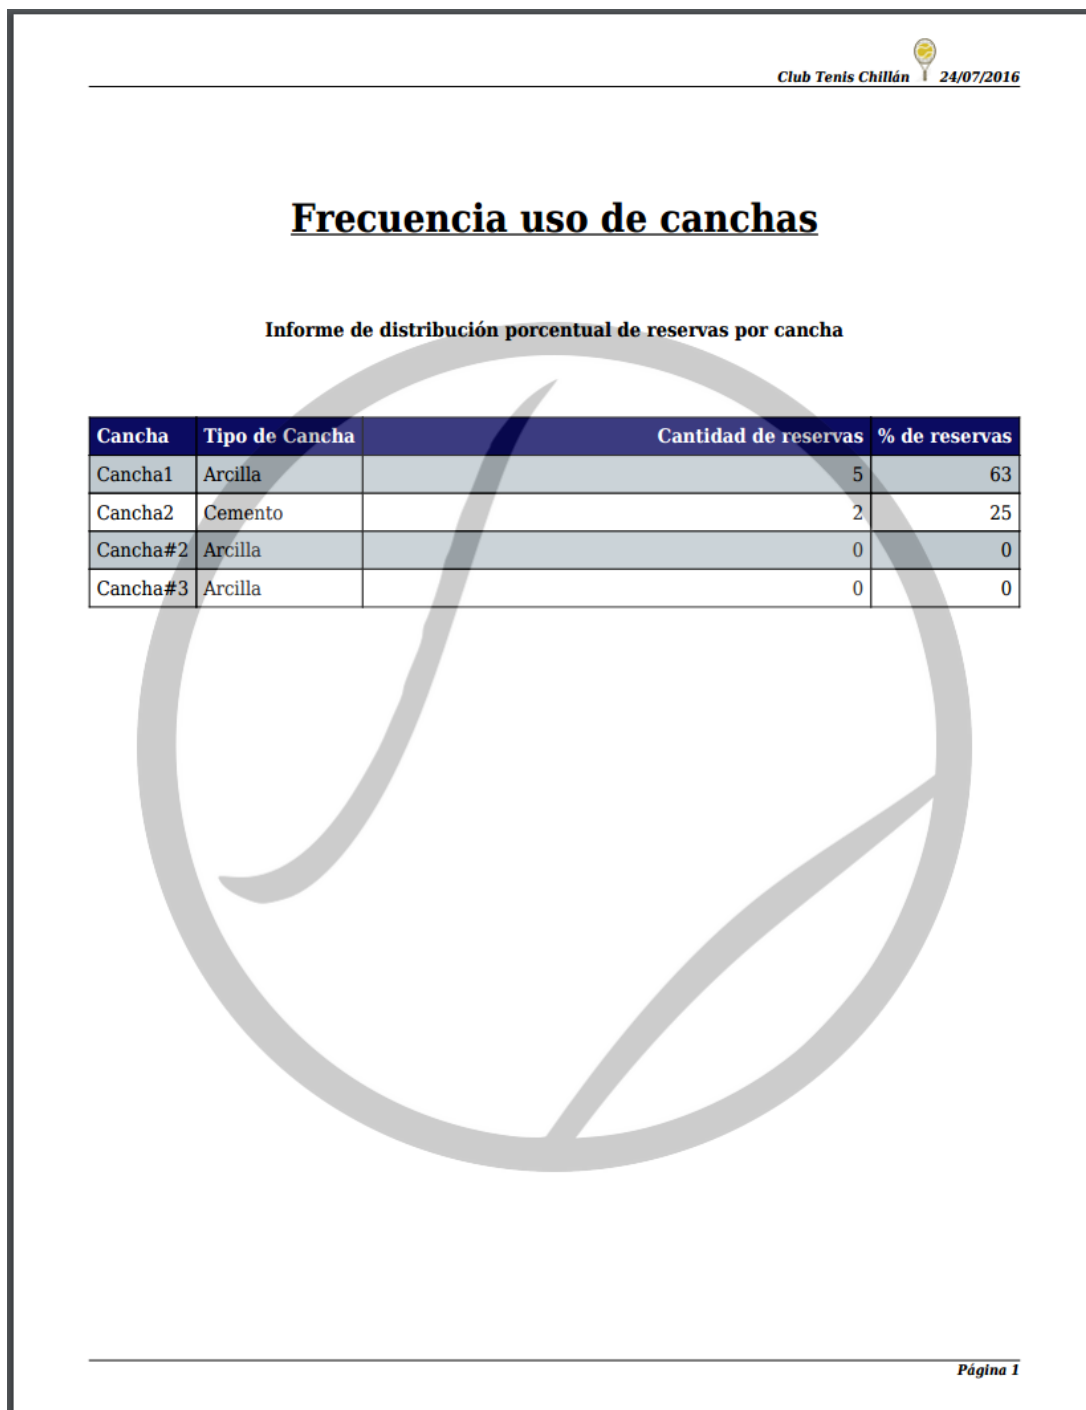 Club Tenis Chillán 24/07/2016
Frecuencia uso de canchas
Informe de distribución porcentual de reservas por cancha
Cancha Tipo de Cancha Cantidad de reservas % de reservas
Cancha1 Arcilla 5 63
Cancha2 Cemento 2 25
Cancha#2 Arcilla 0 0
Cancha#3 Arcilla 0 0
Página 1